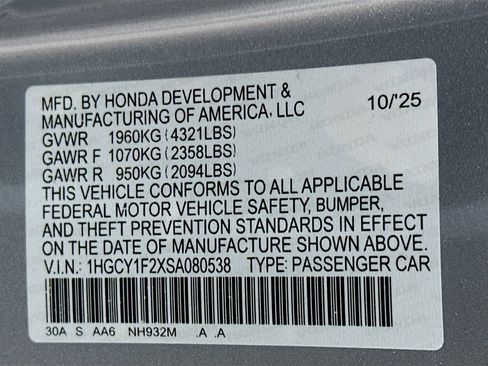 MFD. BY HONDA DEVELOPMENT &
MANUFACTURING OF AMERICA, LLC 10/'25
GVWR 1960KG (4321LBS)
GAWR F 1070KG (2358LBS)
GAWR R 950KG (2094LBS)
THIS VEHICLE CONFORMS TO ALL APPLICABLE
FEDERAL MOTOR VEHICLE SAFETY, BUMPER,
AND THEFT PREVENTION STANDARDS IN EFFECT
ON THE DATE OF MANUFACTURE SHOWN ABOVE.
V.I.N.: 1HGCY1F2XSA080538 TYPE: PASSENGER CAR
30A S AA6 NH932M .A .A